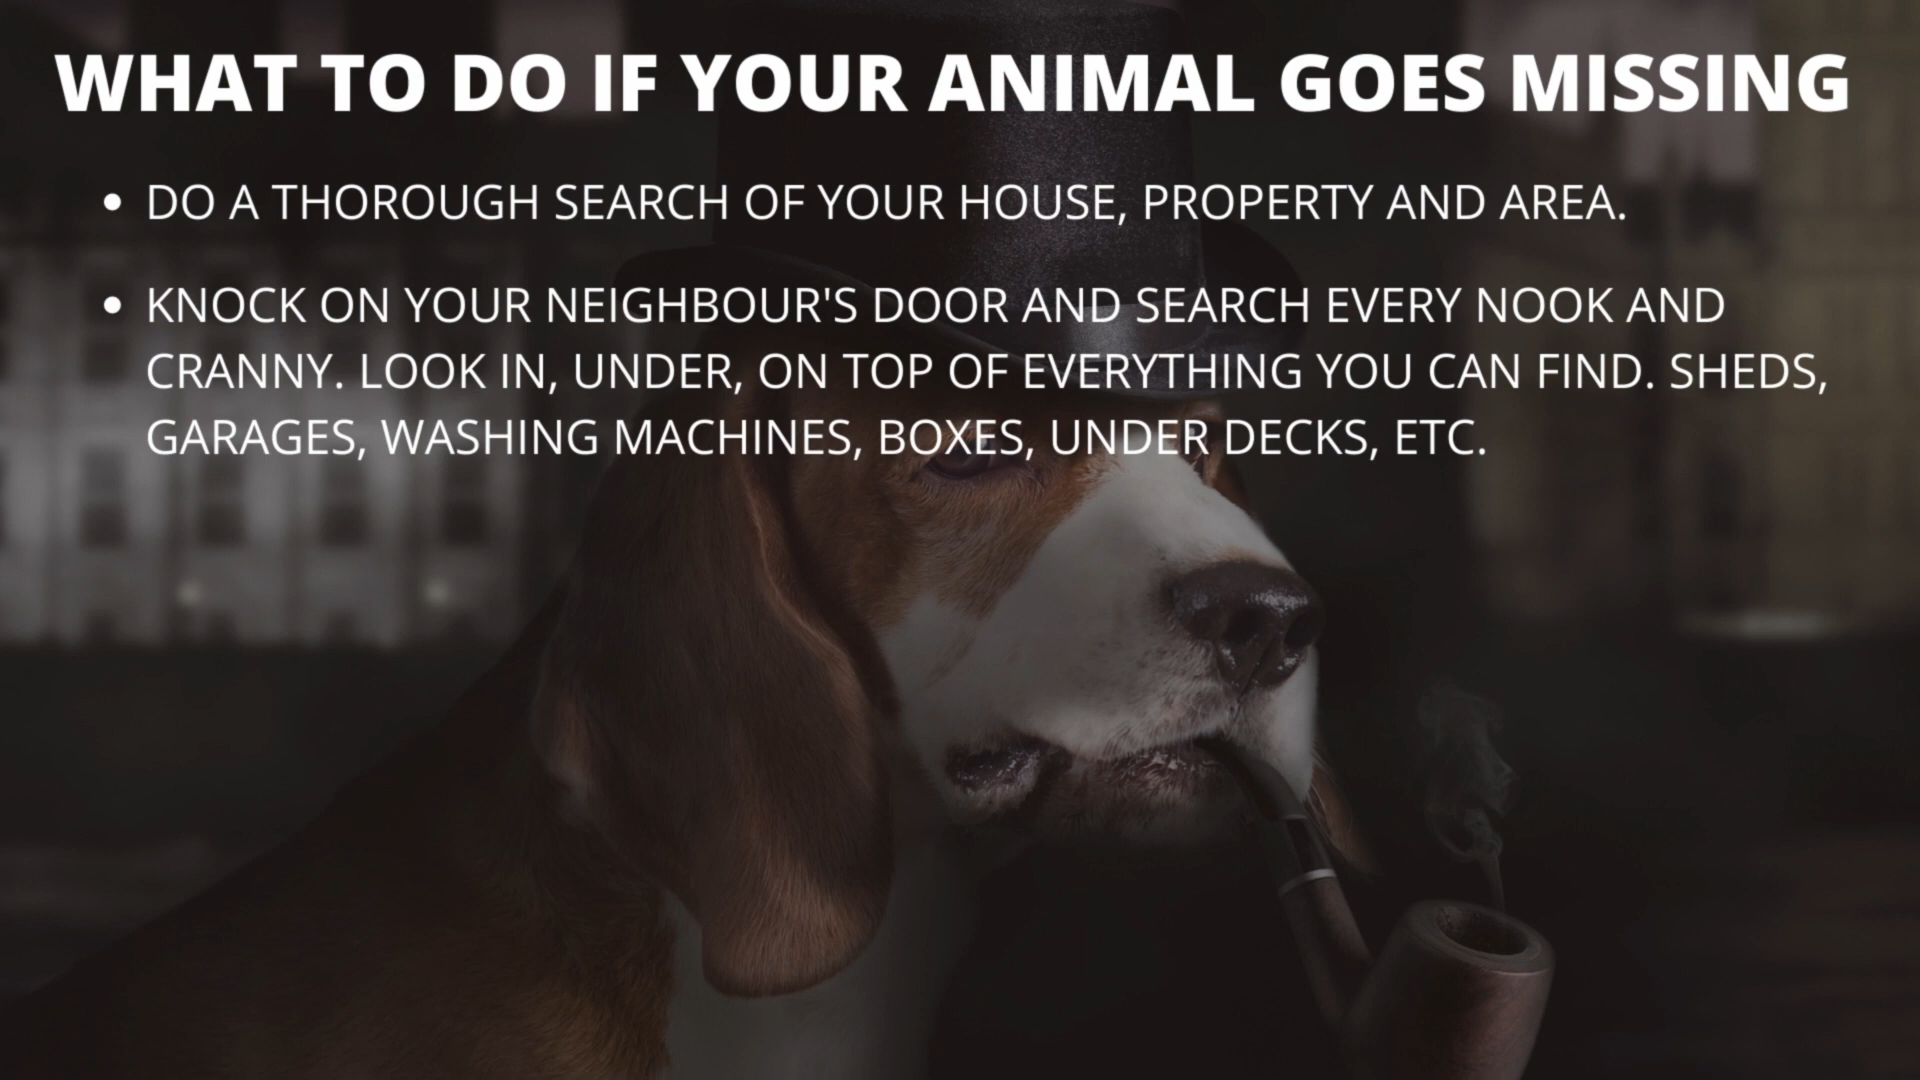 WHAT TO DO IF YOUR ANIMAL GOES MISSING
• DO A THOROUGH SEARCH OF YOUR HOUSE, PROPERTY AND AREA.
• KNOCK ON YOUR NEIGHBOUR'S DOOR AND SEARCH EVERY NOOK AND
CRANNY. LOOK IN, UNDER, ON TOP OF EVERYTHING YOU CAN FIND. SHEDS,
GARAGES, WASHING MACHINES, BOXES, UNDER DECKS, ETC.